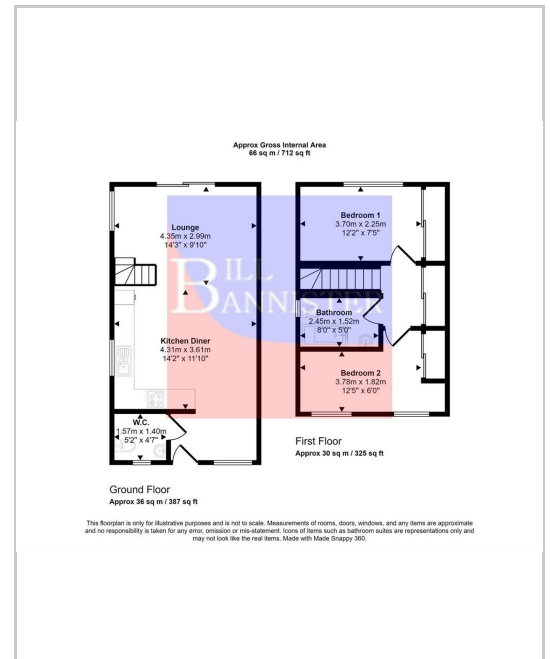 Approx Gross Internal Area
66 sq m / 712 sq ft
Lounge
4.35m x 2.99m
14'3" x 9'10"
Kitchen Diner
4.31m x 3.61m
14'2" x 11'10"
W.C.
1.57m x 1.40m
5'2" x 4'7"
Ground Floor
Approx 36 sq m / 387 sq ft
Bedroom 1
3.70m x 2.25m
12'2" x 7'5"
Bathroom
2.45m x 1.52m
8'0" x 5'0"
Bedroom 2
3.78m x 1.82m
12'5" x 6'0"
First Floor
Approx 30 sq m / 325 sq ft
BILL
BANNISTER
This floorplan is only for illustrative purposes and is not to scale. Measurements of rooms, doors, windows, and any items are approximate
and no responsibility is taken for any error, omission or mis-statement. Icons of items such as bathroom suites are representations only and
may not look like the real items. Made with Made Snappy 360.